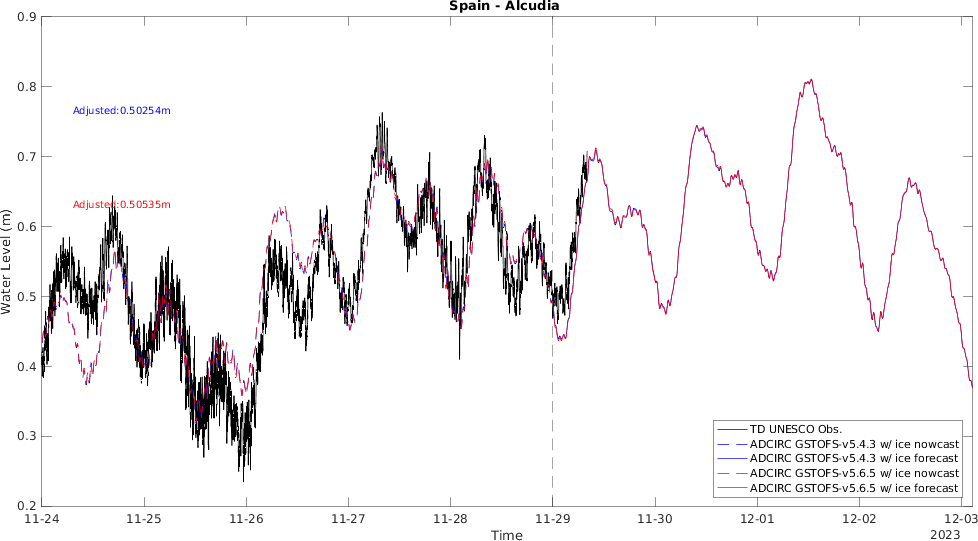 Spain - Alcudia
0.9
0.8
0.7
0.6
0.5
0.4
0.3
0.2
Water Level (m)
Adjusted:0.50254m
Adjusted:0.50535m
TD UNESCO Obs.
ADCIRC GSTOFS-v5.4.3 w/ ice nowcast
ADCIRC GSTOFS-v5.4.3 w/ ice forecast
ADCIRC GSTOFS-v5.6.5 w/ ice nowcast
ADCIRC GSTOFS-v5.6.5 w/ ice forecast
11-24 11-25 11-26 11-27 11-28 11-29 11-30 12-01 12-02 12-03
Time
2023